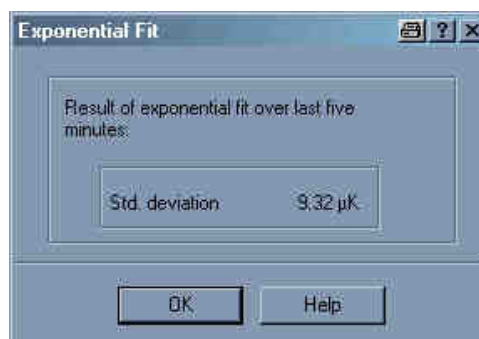 Exponential Fit
Result of exponential fit over last five
minutes:
Std. deviation 9.32 µK
OK Help